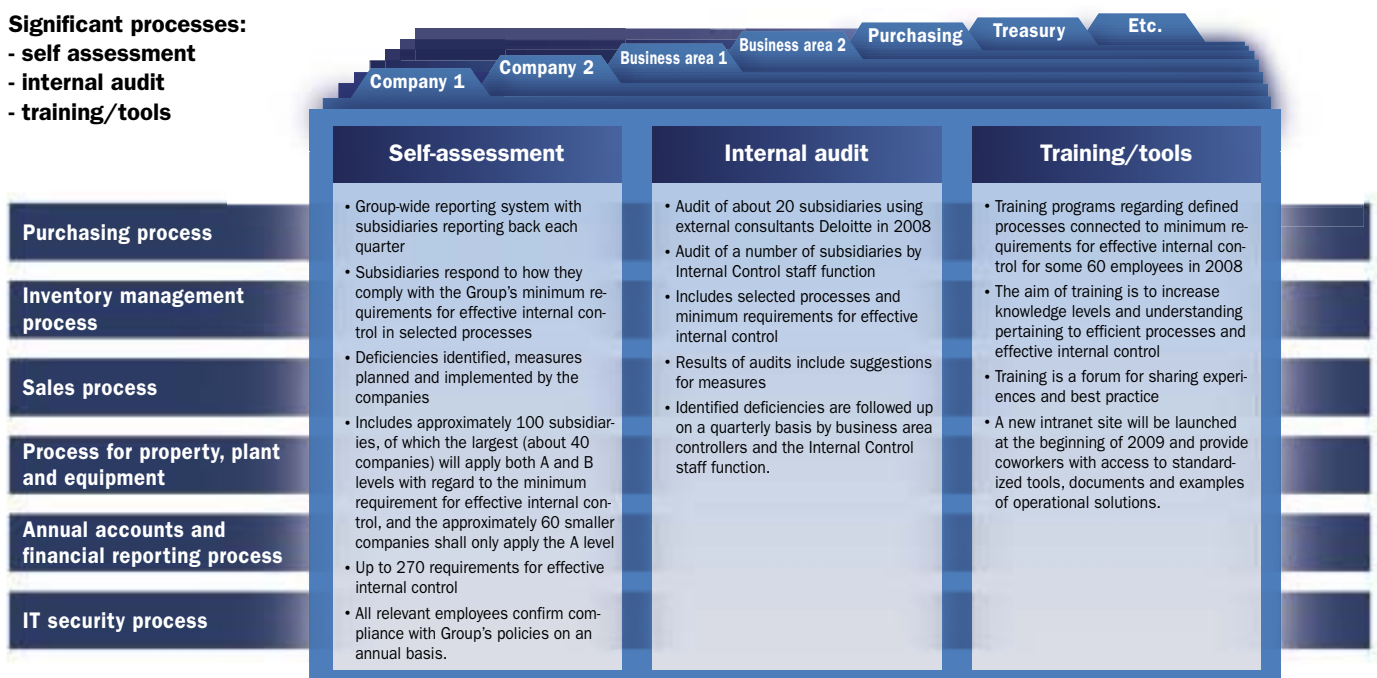 Significant processes:
- self assessment
- internal audit
- training/tools
Company 1
Company 2
Business area 1
Business area 2
Purchasing
Treasury
Etc.
Purchasing process
Inventory management
process
Sales process
Process for property, plant
and equipment
Annual accounts and
financial reporting process
IT security process
Self-assessment
• Group-wide reporting system with
subsidiaries reporting back each
quarter
• Subsidiaries respond to how they
comply with the Group's minimum re-
quirements for effective internal con-
trol in selected processes
• Deficiencies identified, measures
planned and implemented by the
companies
• Includes approximately 100 subsidiar-
ies, of which the largest (about 40
companies) will apply both A and B
levels with regard to the minimum
requirement for effective internal con-
trol, and the approximately 60 smaller
companies shall only apply the A level
• Up to 270 requirements for effective
internal control
• All relevant employees confirm com-
pliance with Group's policies on an
annual basis.
Internal audit
• Audit of about 20 subsidiaries using
external consultants Deloitte in 2008
• Audit of a number of subsidiaries by
Internal Control staff function
• Includes selected processes and
minimum requirements for effective
internal control
• Results of audits include suggestions
for measures
• Identified deficiencies are followed up
on a quarterly basis by business area
controllers and the Internal Control
staff function.
Training/tools
• Training programs regarding defined
processes connected to minimum re-
quirements for effective internal con-
trol for some 60 employees in 2008
• The aim of training is to increase
knowledge levels and understanding
pertaining to efficient processes and
effective internal control
• Training is a forum for sharing experi-
ences and best practice
• A new intranet site will be launched
at the beginning of 2009 and provide
coworkers with access to standard-
ized tools, documents and examples
of operational solutions.